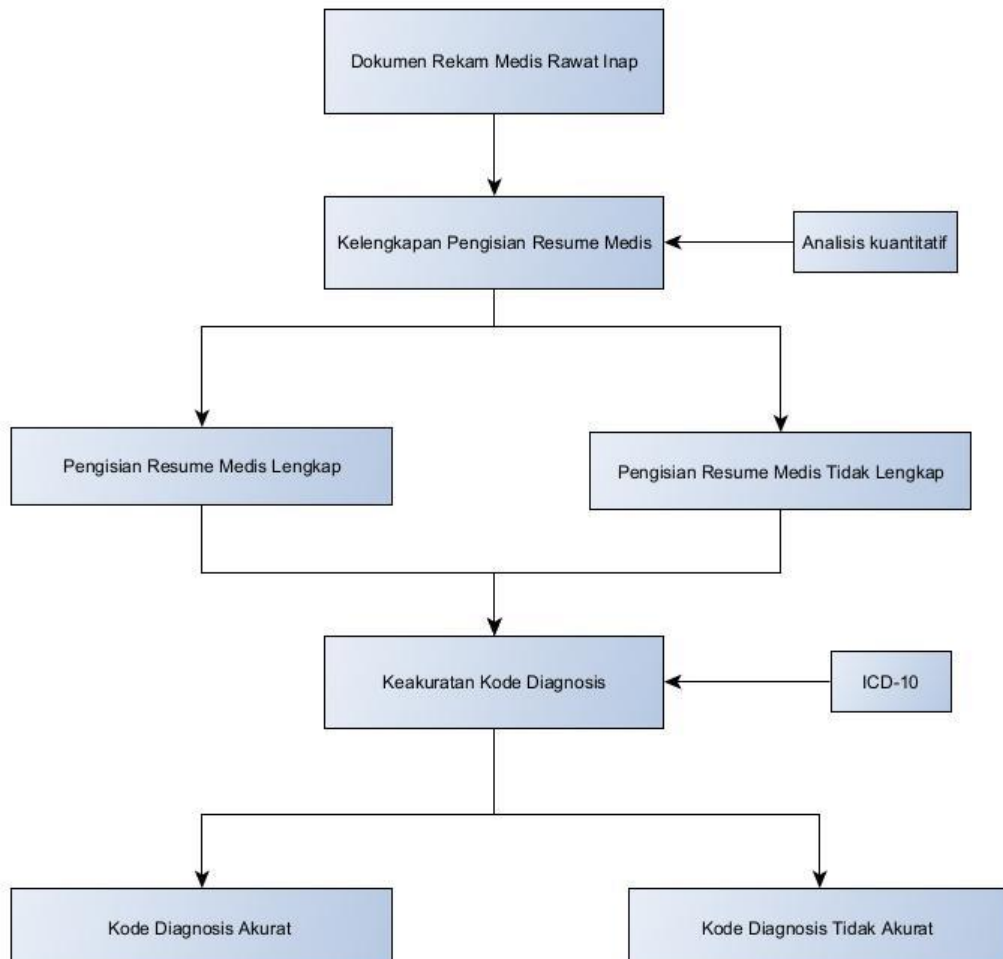 Dokumen Rekam Medis Rawat Inap
Kelengkapan Pengisian Resume Medis
Analisis kuantitatif
Pengisian Resume Medis Lengkap
Pengisian Resume Medis Tidak Lengkap
Keakuratan Kode Diagnosis
ICD-10
Kode Diagnosis Akurat
Kode Diagnosis Tidak Akurat